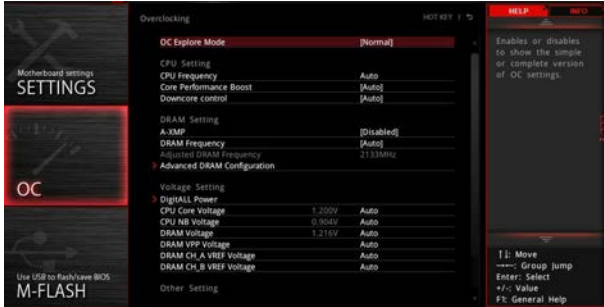 Overclocking
HOT KEY
HELP
INFO
OC Explore Mode [Normal]
CPU Setting
CPU Frequency Auto
Core Performance Boost [Auto]
Downcore control [Auto]
DRAM Setting
A-XMP [Disabled]
DRAM Frequency [Auto]
Adjusted DRAM Frequency 2133MHz
> Advanced DRAM Configuration
Voltage Setting
> DigitALL Power
CPU Core Voltage 1.200V Auto
CPU NB Voltage 0.904V Auto
DRAM Voltage 1.216V Auto
DRAM VPP Voltage Auto
DRAM CH_A VREF Voltage Auto
DRAM CH_B VREF Voltage Auto
Other Setting
Motherboard settings
SETTINGS
OC
Use USB to flash/save BIOS
M-FLASH
Enables or disables
to show the simple
or complete version
of OC settings.
↑↓: Move
→←: Group Jump
Enter: Select
+/-: Value
F1: General Help